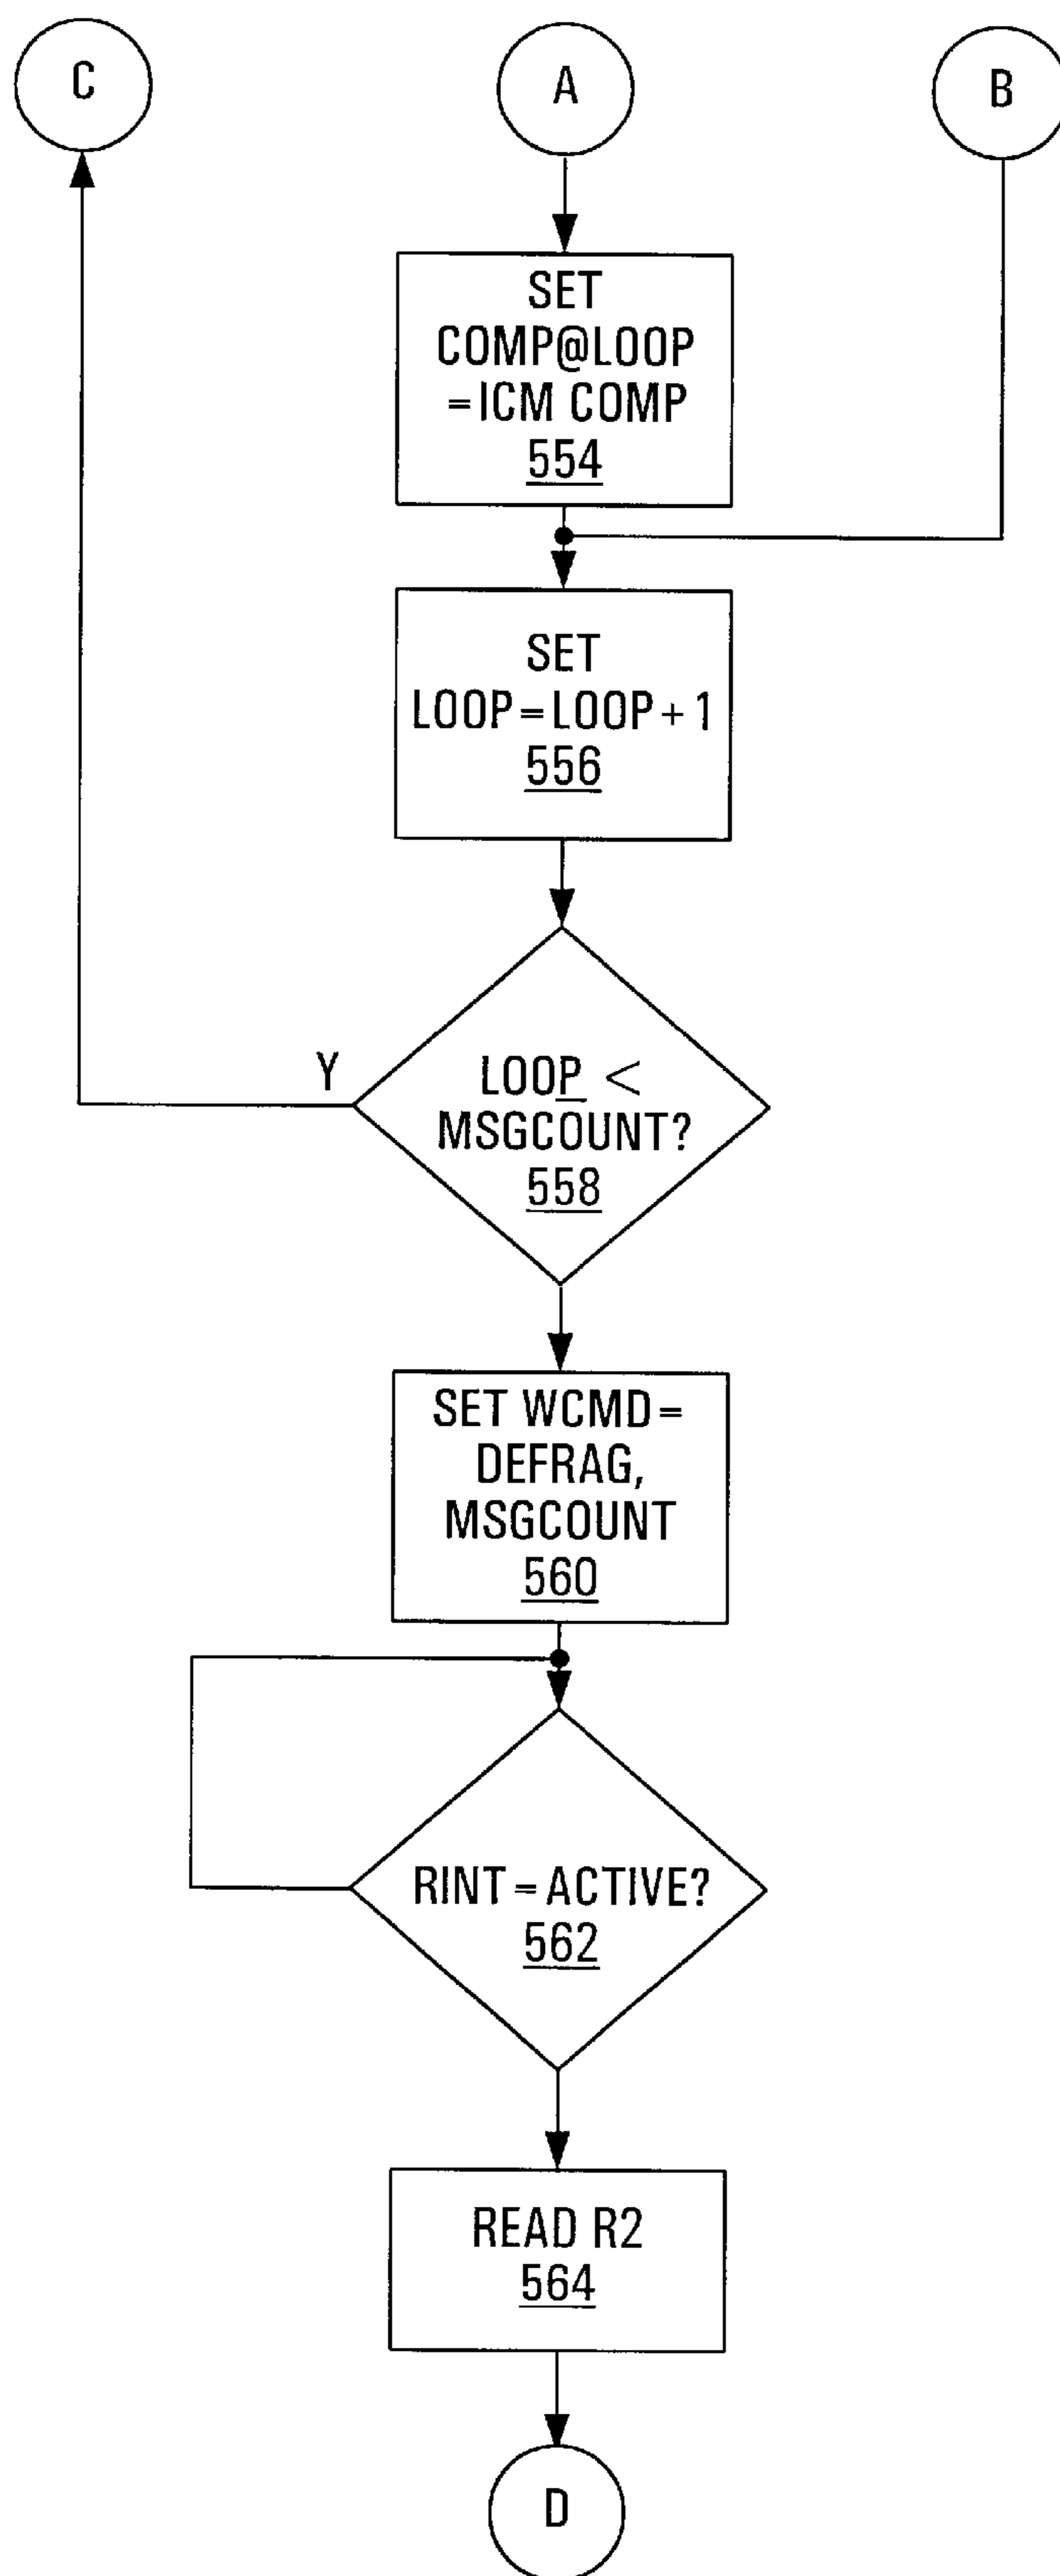 C
A
B
SET
COMP@LOOP
=ICM COMP
554
SET
LOOP=LOOP+1
556
Y
LOOP <
MSGCOUNT?
558
SET WCMD=
DEFRAG,
MSGCOUNT
560
RINT=ACTIVE?
562
READ R2
564
D